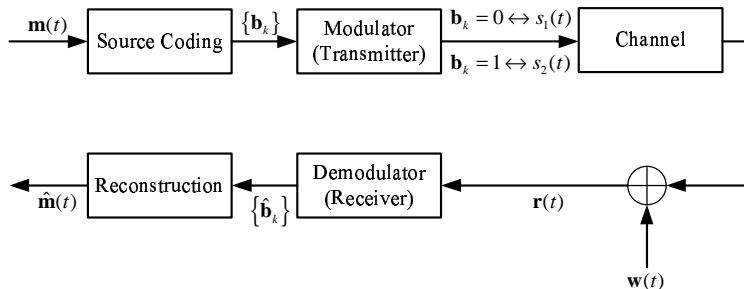 m(t)
Source Coding
{b_k}
Modulator
(Transmitter)
b_k = 0 ↔ s_1(t)
b_k = 1 ↔ s_2(t)
Channel
m̂(t)
Reconstruction
{b̂_k}
Demodulator
(Receiver)
r(t)
w(t)